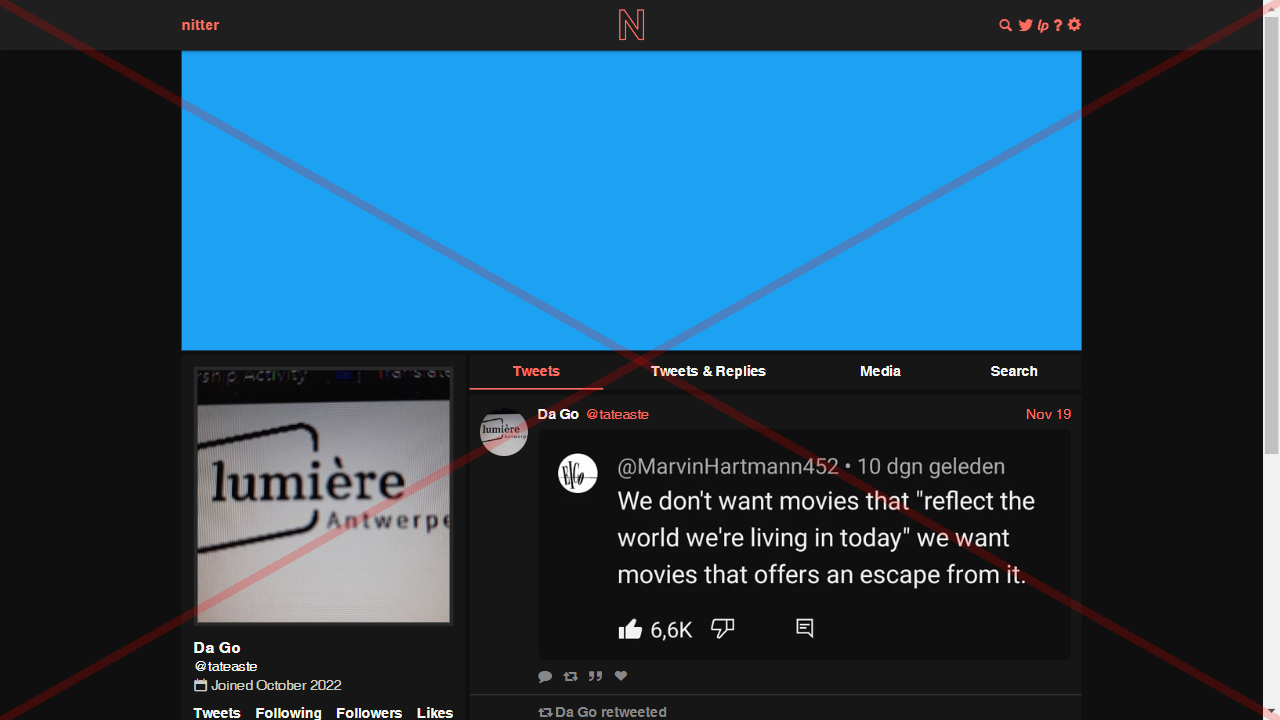 nitter
N
lp ?
Tweets
Tweets & Replies
Media
Search
lumière
Antwerpe
Da Go
@tateaste
Joined October 2022
Tweets Following Followers Likes
Da Go @tateaste
Nov 19
@MarvinHartmann452 • 10 dgn geleden
We don't want movies that "reflect the
world we're living in today" we want
movies that offers an escape from it.
6,6K
Da Go retweeted